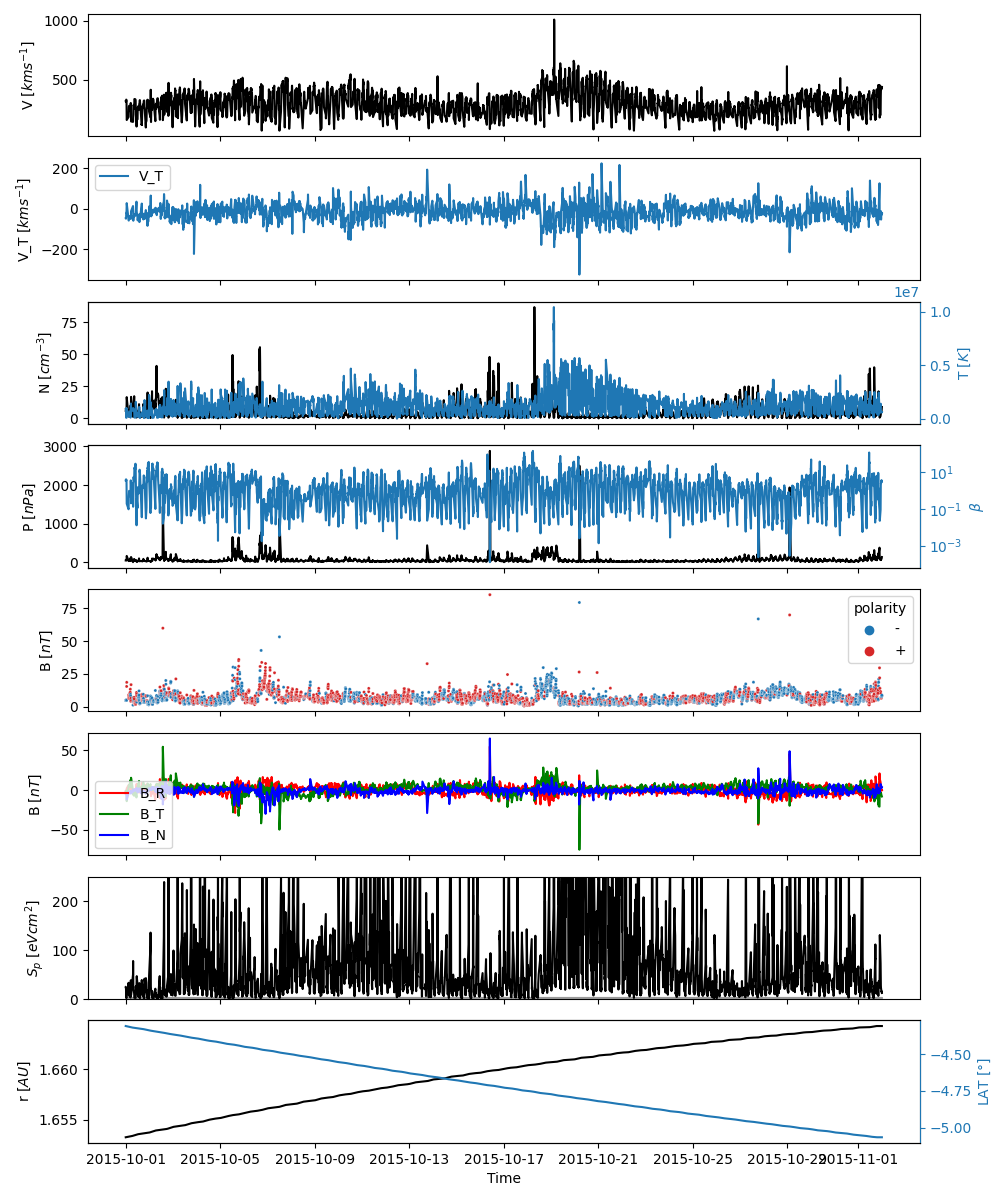 1000
500
V [kms⁻¹]
200
0
−200
V_T [kms⁻¹]
V_T
1e7
75
50
25
0
N [cm⁻³]
1.0
0.5
0.0
T [K]
3000
2000
1000
0
P [nPa]
10¹
10⁻¹
10⁻³
β
75
50
25
0
B [nT]
polarity
-
+
50
0
−50
B [nT]
B_R
B_T
B_N
200
100
0
Sₚ [eVcm²]
1.660
1.655
r [AU]
−4.50
−4.75
−5.00
LAT [°]
2015-10-01 2015-10-05 2015-10-09 2015-10-13 2015-10-17 2015-10-21 2015-10-25 2015-10-29 2015-11-01
Time